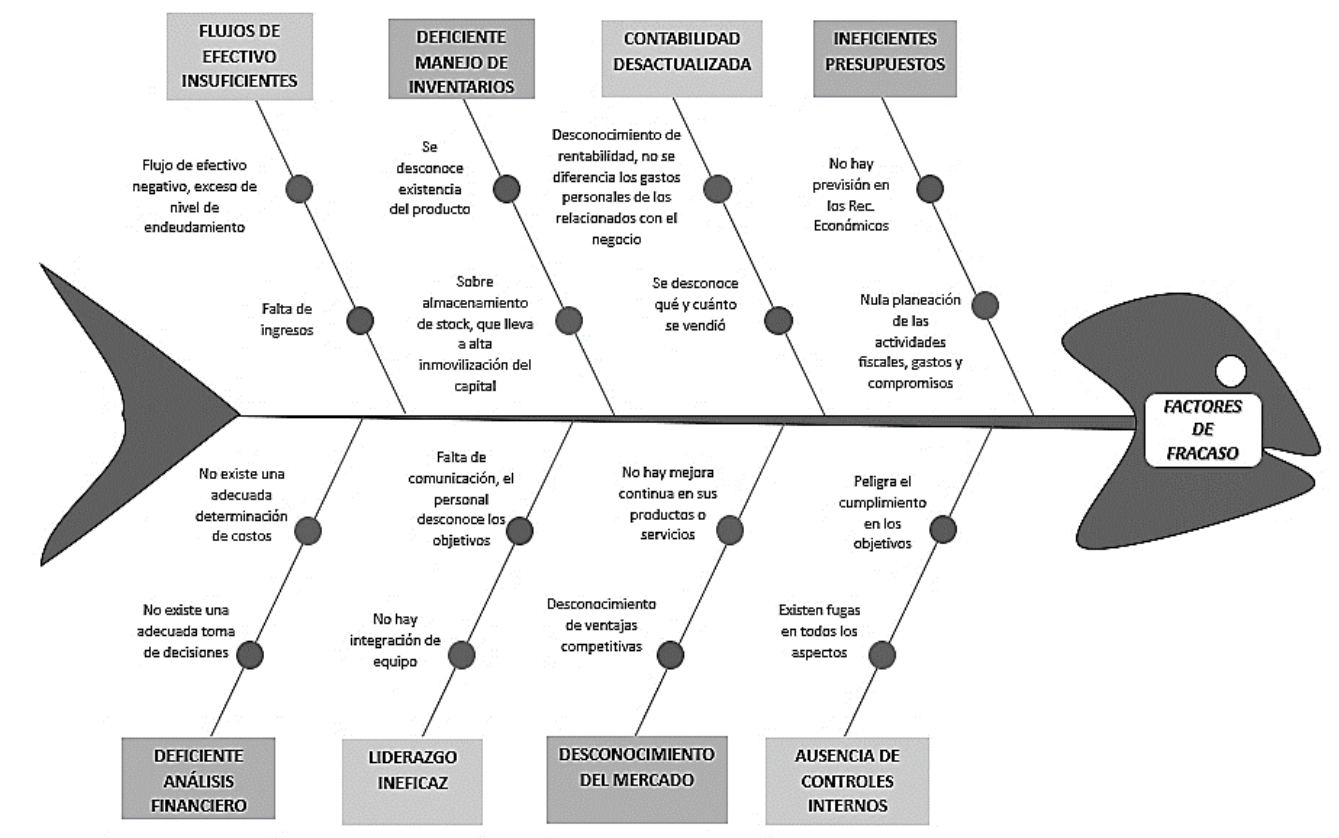 FLUJOS DE
EFECTIVO
INSUFICIENTES
DEFICIENTE
MANEJO DE
INVENTARIOS
CONTABILIDAD
DESACTUALIZADA
INEFICIENTES
PRESUPUESTOS
Flujo de efectivo
negativo, exceso de
nivel de
endeudamiento
Falta de
ingresos
Se
desconoce
existencia
del producto
Sobre
almacenamiento
de stock, que lleva
a alta
inmovilización del
capital
Desconocimiento de
rentabilidad, no se
diferencia los gastos
personales de los
relacionados con el
negocio
Se desconoce
qué y cuánto
se vendió
No hay
previsión en
los Rec.
Económicos
Nula planeación
de las
actividades
fiscales, gastos y
compromisos
FACTORES
DE
FRACASO
No existe una
adecuada
determinación
de costos
No existe una
adecuada toma
de decisiones
Falta de
comunicación, el
personal
desconoce los
objetivos
No hay
integración de
equipo
No hay mejora
continua en sus
productos o
servicios
Desconocimiento
de ventajas
competitivas
Peligra el
cumplimiento
en los
objetivos
Existen fugas
en todos los
aspectos
DEFICIENTE
ANÁLISIS
FINANCIERO
LIDERAZGO
INEFICAZ
DESCONOCIMIENTO
DEL MERCADO
AUSENCIA DE
CONTROLES
INTERNOS